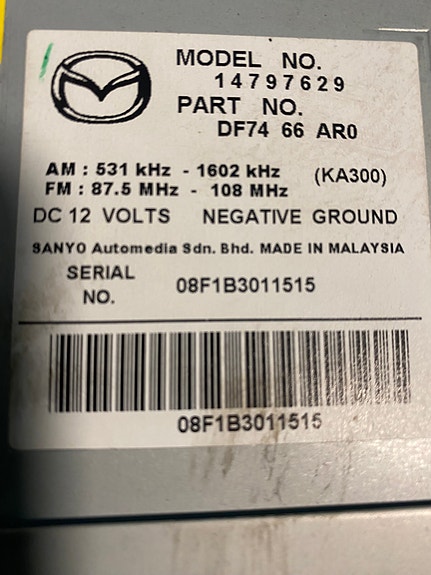 MODEL NO.
14797629
PART NO.
DF74 66 AR0
AM : 531 kHz - 1602 kHz (KA300)
FM : 87.5 MHz - 108 MHz
DC 12 VOLTS NEGATIVE GROUND
SANYO Automedia Sdn. Bhd. MADE IN MALAYSIA
SERIAL NO. 08F1B3011515
08F1B3011515